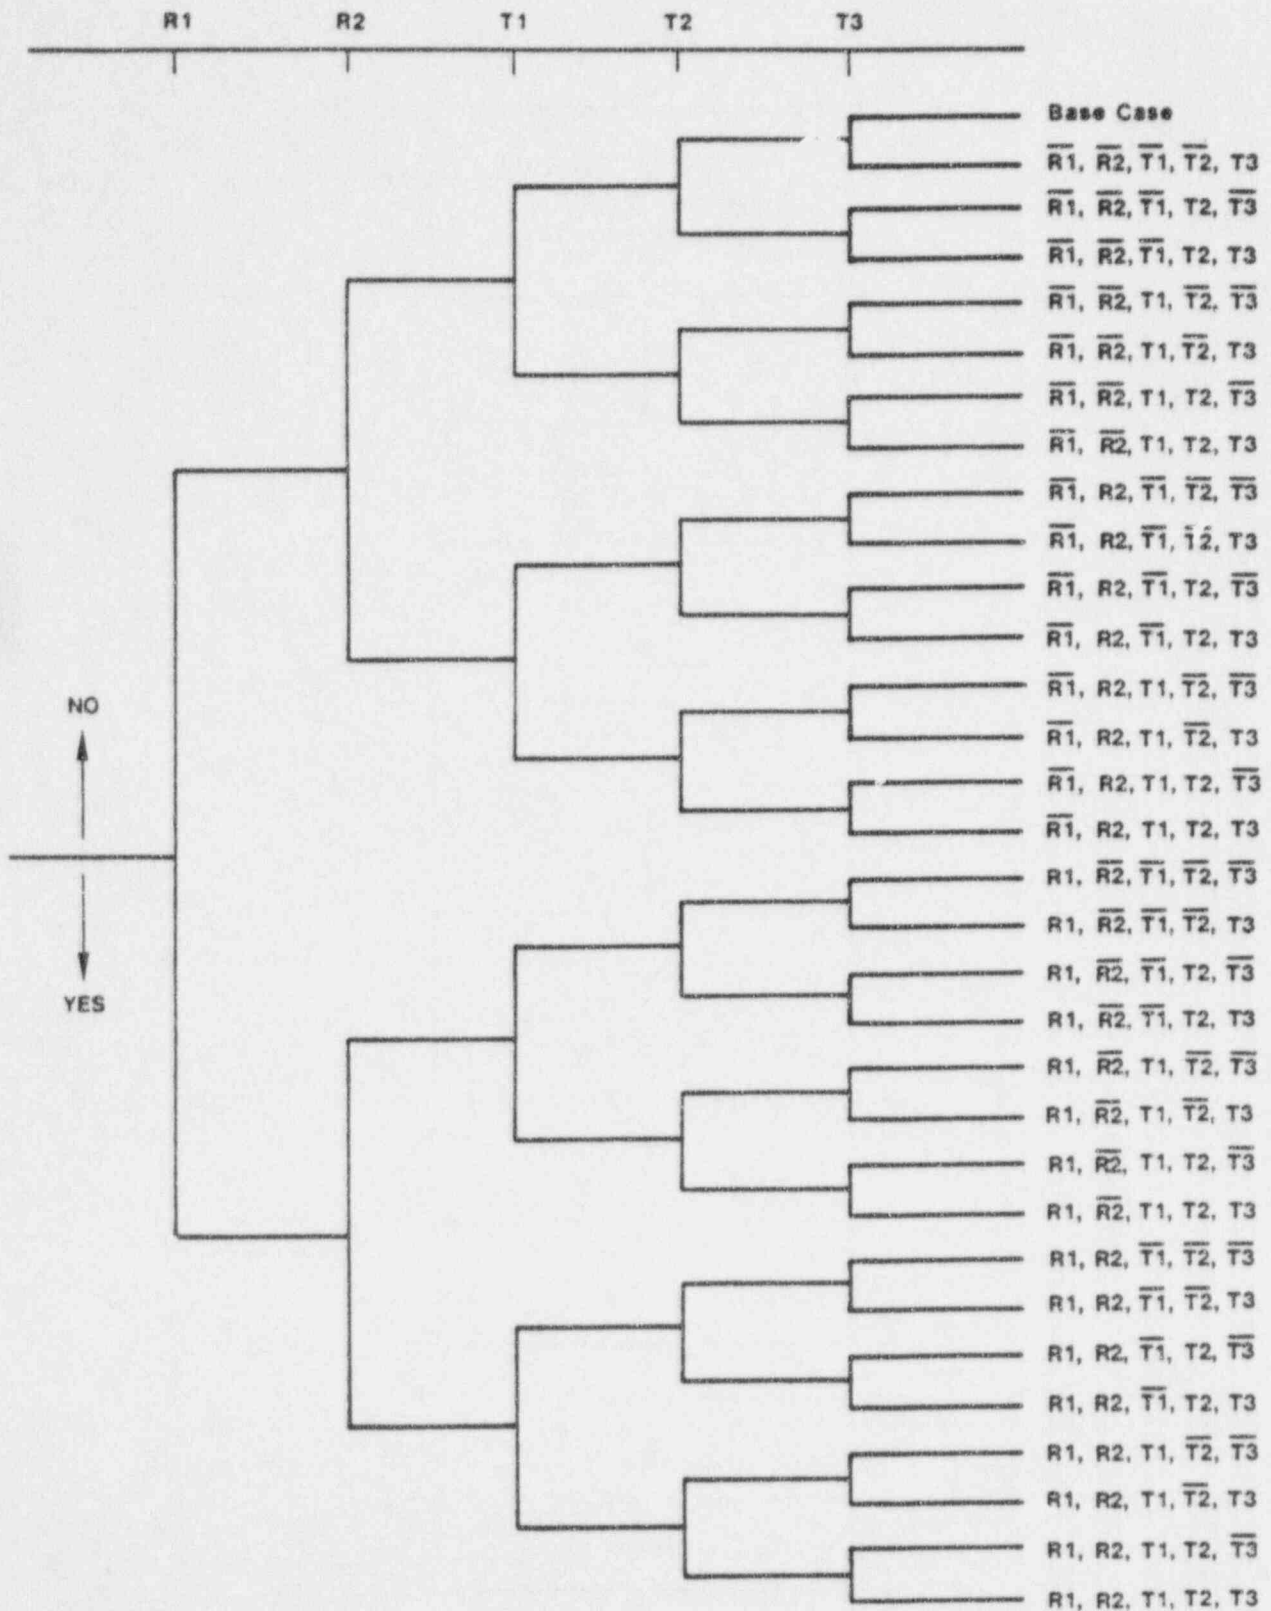 R1 R2 T1 T2 T3
Base Case
R̅1̅, R̅2̅, T̅1̅, T̅2̅, T3
R̅1̅, R̅2̅, T̅1̅, T2, T̅3̅
R̅1̅, R̅2̅, T̅1̅, T2, T3
R̅1̅, R̅2̅, T1, T̅2̅, T̅3̅
R̅1̅, R̅2̅, T1, T̅2̅, T3
R̅1̅, R̅2̅, T1, T2, T̅3̅
R̅1̅, R̅2̅, T1, T2, T3
R̅1̅, R2, T̅1̅, T̅2̅, T̅3̅
R̅1̅, R2, T̅1̅, T̅2̅, T3
R̅1̅, R2, T̅1̅, T2, T̅3̅
R̅1̅, R2, T̅1̅, T2, T3
NO
R̅1̅, R2, T1, T̅2̅, T̅3̅
R̅1̅, R2, T1, T̅2̅, T3
R̅1̅, R2, T1, T2, T̅3̅
R̅1̅, R2, T1, T2, T3
R1, R̅2̅, T̅1̅, T̅2̅, T̅3̅
R1, R̅2̅, T̅1̅, T̅2̅, T3
R1, R̅2̅, T̅1̅, T2, T̅3̅
YES
R1, R̅2̅, T̅1̅, T2, T3
R1, R̅2̅, T1, T̅2̅, T̅3̅
R1, R̅2̅, T1, T̅2̅, T3
R1, R̅2̅, T1, T2, T̅3̅
R1, R̅2̅, T1, T2, T3
R1, R2, T̅1̅, T̅2̅, T̅3̅
R1, R2, T̅1̅, T̅2̅, T3
R1, R2, T̅1̅, T2, T̅3̅
R1, R2, T̅1̅, T2, T3
R1, R2, T1, T̅2̅, T̅3̅
R1, R2, T1, T̅2̅, T3
R1, R2, T1, T2, T̅3̅
R1, R2, T1, T2, T3